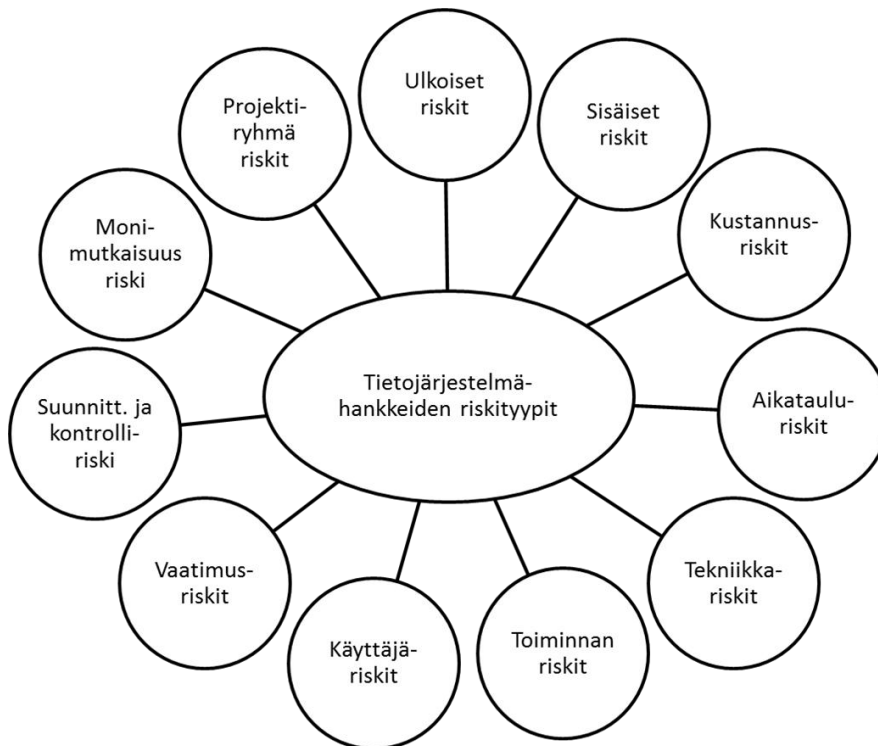 Ulkoiset
riskit
Sisäiset
riskit
Kustannus-
riskit
Aikataulu-
riskit
Tekniikka-
riskit
Toiminnan
riskit
Käyttäjä-
riskit
Vaatimus-
riskit
Suunnitt. ja
kontrolli-
riski
Moni-
mutkaisuus
riski
Projekti-
ryhmä
riskit
Tietojärjestelmä-
hankkeiden riskityypit